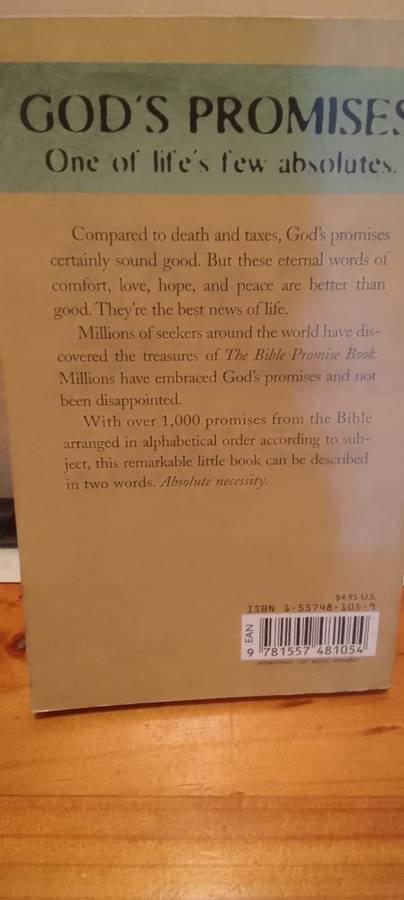 GOD'S PROMISES
One of life's few absolutes.
Compared to death and taxes, God's promises
certainly sound good. But these eternal words of
comfort, love, hope, and peace are better than
good. They're the best news of life.
Millions of seekers around the world have dis-
covered the treasures of The Bible Promise Book.
Millions have embraced God's promises and not
been disappointed.
With over 1,000 promises from the Bible
arranged in alphabetical order according to sub-
ject, this remarkable little book can be described
in two words. Absolute necessity.
$4.95 U.S.
ISBN 1-55748-105-9
EAN
9 781557 481054
INSPIRATIONAL / GIFT BOOKS / PROMISES